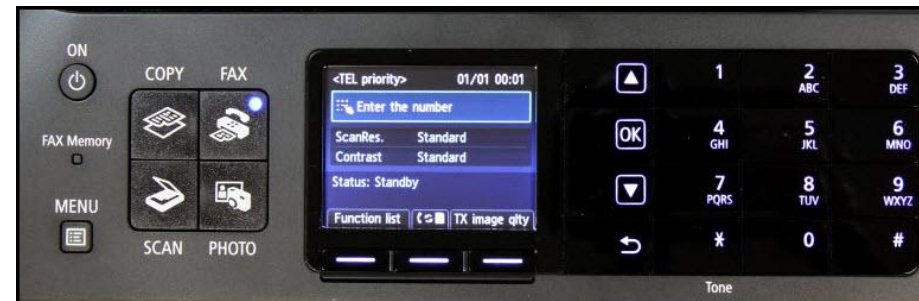 ON
COPY FAX
FAX Memory
MENU
SCAN PHOTO
<TEL priority> 01/01 00:01
Enter the number
ScanRes. Standard
Contrast Standard
Status: Standby
Function list TX image qlty
OK
1 2 3
ABC DEF
4 5 6
GHI JKL MNO
7 8 9
PQRS TUV WXYZ
* 0 #
Tone